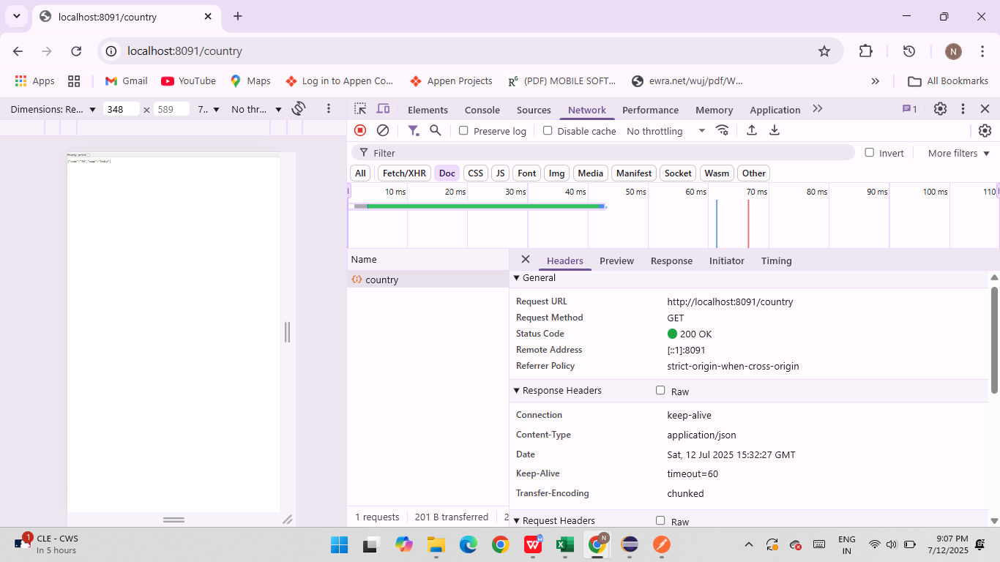 localhost:8091/country
localhost:8091/country
N
Apps
Gmail
YouTube
Maps
Log in to Appen Co...
Appen Projects
(PDF) MOBILE SOFT...
ewra.net/wuj/pdf/W...
All Bookmarks
Dimensions: Re...
348
×
589
7..
No thr...
Elements
Console
Sources
Network
Performance
Memory
Application
1
Preserve log
Disable cache
No throttling
Filter
Invert
More filters
All
Fetch/XHR
Doc
CSS
JS
Font
Img
Media
Manifest
Socket
Wasm
Other
10 ms
20 ms
30 ms
40 ms
50 ms
60 ms
70 ms
80 ms
90 ms
100 ms
110
Pretty print
Name
country
Headers
Preview
Response
Initiator
Timing
General
Request URL
http://localhost:8091/country
Request Method
GET
Status Code
200 OK
Remote Address
[::1]:8091
Referrer Policy
strict-origin-when-cross-origin
Response Headers
Raw
Connection
keep-alive
Content-Type
application/json
Date
Sat, 12 Jul 2025 15:32:27 GMT
Keep-Alive
timeout=60
Transfer-Encoding
chunked
Request Headers
Raw
1 requests
201 B transferred
2
1
CLE - CWS
In 5 hours
N
ENG
IN
9:07 PM
7/12/2025